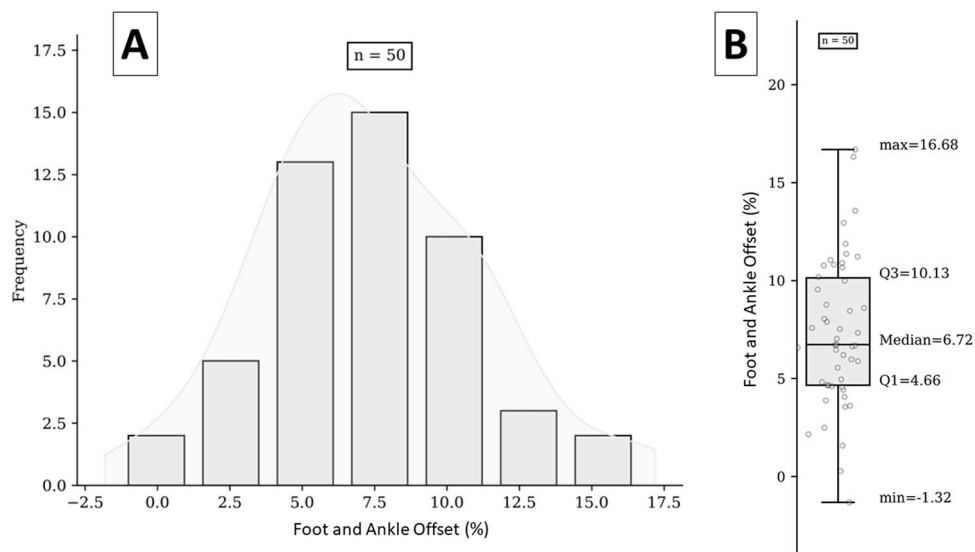 A
n = 50
17.5
15.0
12.5
10.0
7.5
5.0
2.5
0.0
Frequency
−2.5 0.0 2.5 5.0 7.5 10.0 12.5 15.0 17.5
Foot and Ankle Offset (%)
B
n = 50
20
15
10
5
0
Foot and Ankle Offset (%)
max=16.68
Q3=10.13
Median=6.72
Q1=4.66
min=-1.32